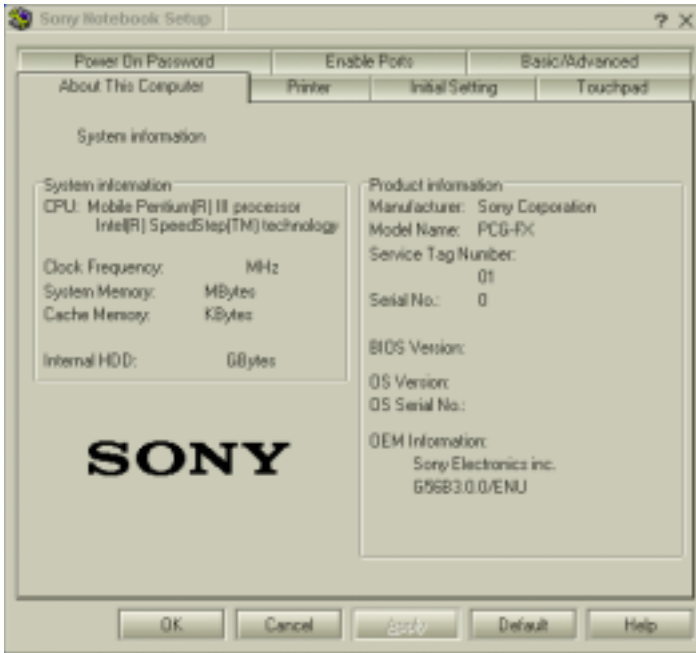 Sony Notebook Setup
Power On Password
Enable Ports
Basic/Advanced
About This Computer
Printer
Initial Setting
Touchpad
System information
System information
CPU: Mobile Pentium(R) III processor
Intel(R) SpeedStep(TM) technology
Clock Frequency: MHz
System Memory: MBytes
Cache Memory: KBytes
Internal HDD: GBytes
SONY
Product information
Manufacturer: Sony Corporation
Model Name: PCG-FX
Service Tag Number:
01
Serial No.: 0
BIOS Version:
OS Version:
OS Serial No.:
OEM Information:
Sony Electronics inc.
OK
Cancel
Apply
Default
Help